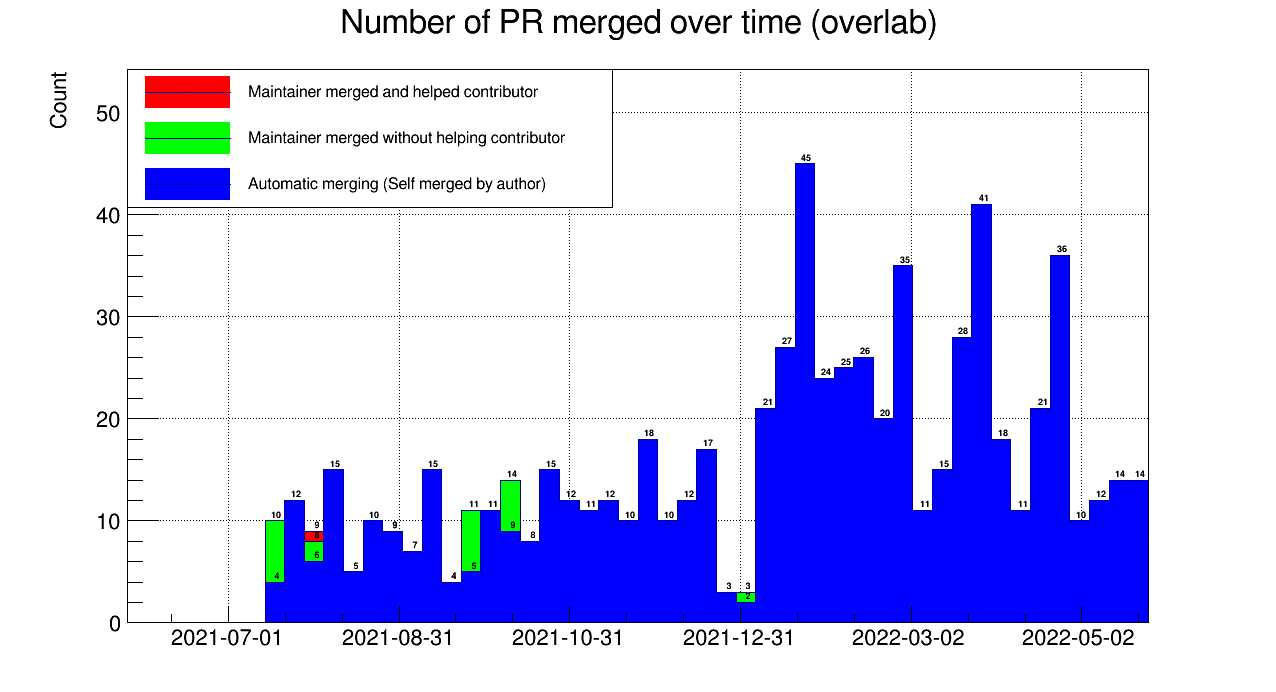 Number of PR merged over time (overlab)
Count
Maintainer merged and helped contributor
Maintainer merged without helping contributor
Automatic merging (Self merged by author)
50
40
30
20
10
0
10 4 12 9 8 6 15 5 10 9 7 15 4 11 5 11 14 9 8 15 12 11 12 10 18 10 12 17 3 3 2 21 27 45 24 25 26 20 35 11 15 28 41 18 11 21 36 10 12 14 14
2021-07-01 2021-08-31 2021-10-31 2021-12-31 2022-03-02 2022-05-02